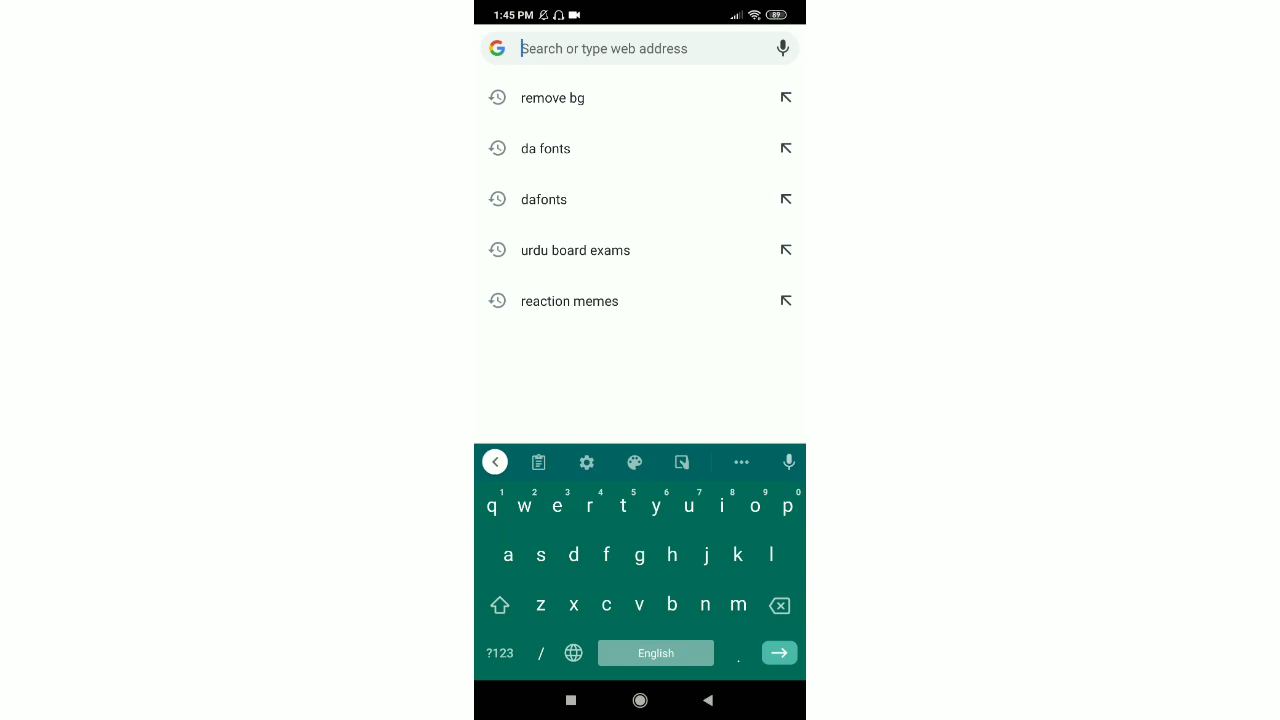 1:45 PM 89
Search or type web address
remove bg
da fonts
dafonts
urdu board exams
reaction memes
1 2 3 4 5 6 7 8 9 0
q w e r t y u i o p
a s d f g h j k l
z x c v b n m
?123 / English .